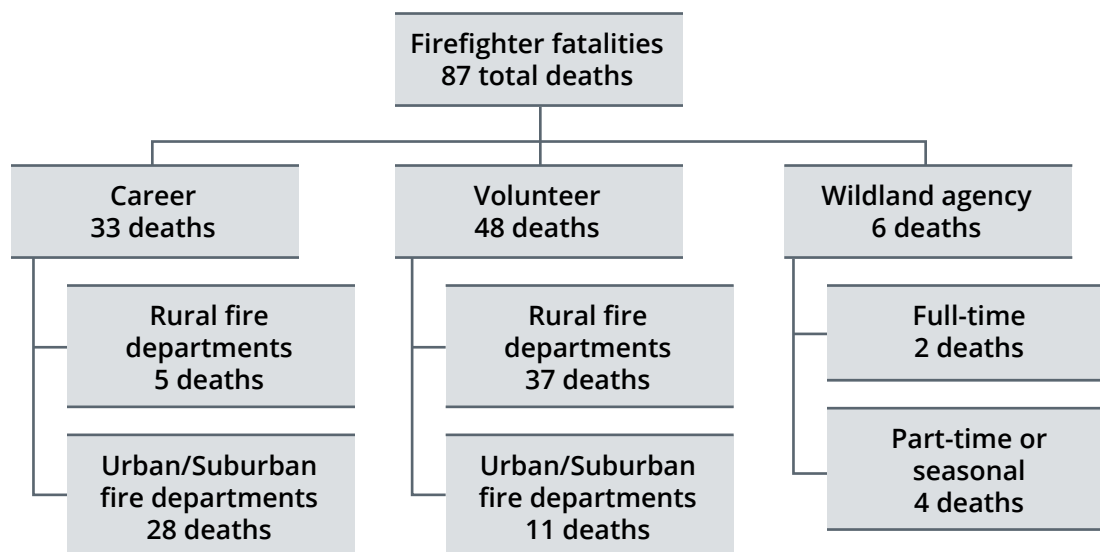 Firefighter fatalities
87 total deaths
Career
33 deaths
Volunteer
48 deaths
Wildland agency
6 deaths
Rural fire
departments
5 deaths
Rural fire
departments
37 deaths
Full-time
2 deaths
Urban/Suburban
fire departments
28 deaths
Urban/Suburban
fire departments
11 deaths
Part-time or
seasonal
4 deaths